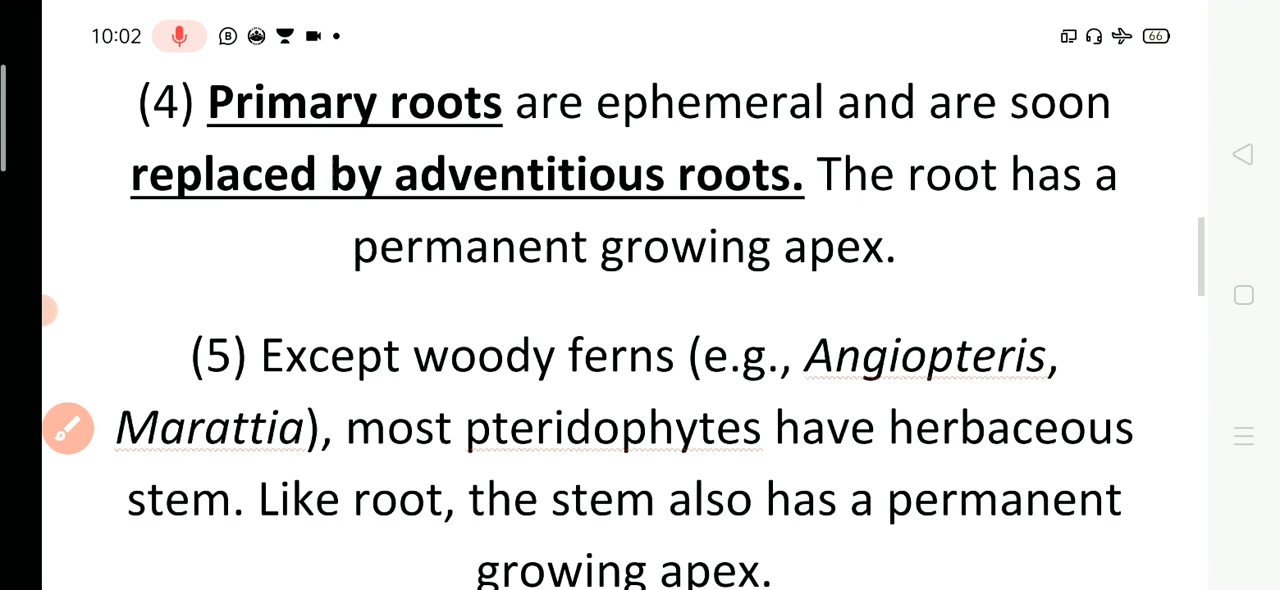 10:02
66
(4) Primary roots are ephemeral and are soon
replaced by adventitious roots. The root has a
permanent growing apex.
(5) Except woody ferns (e.g., Angiopteris,
Marattia), most pteridophytes have herbaceous
stem. Like root, the stem also has a permanent
growing apex.